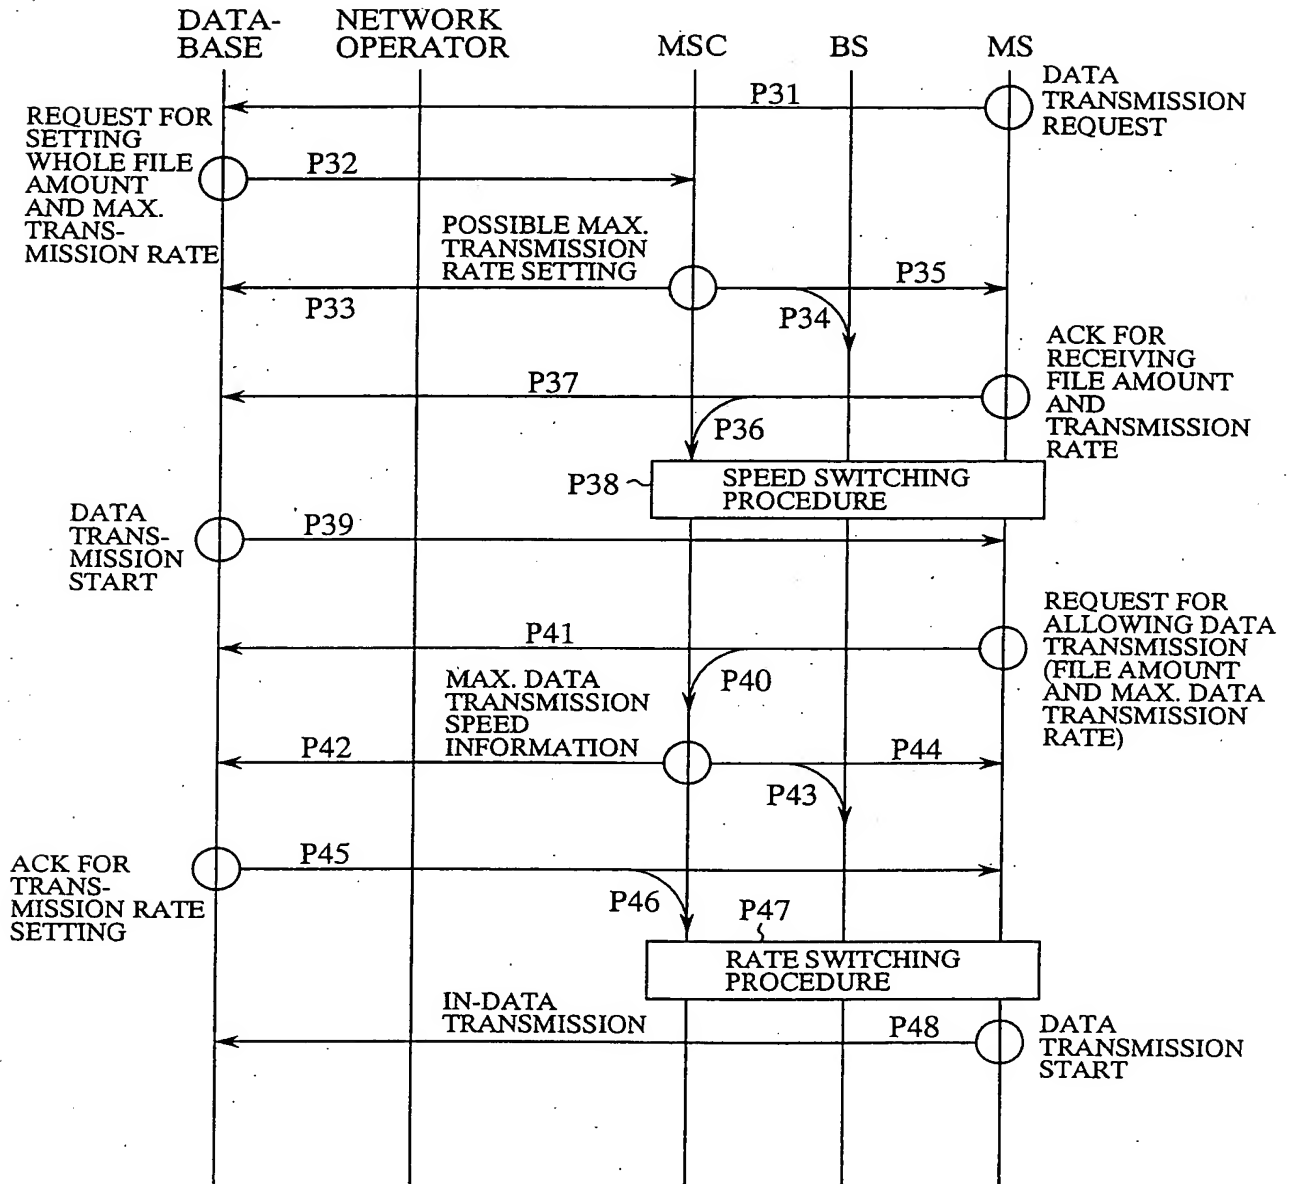 DATA-
BASE
NETWORK
OPERATOR
MSC
BS
MS
P31
DATA
TRANSMISSION
REQUEST
REQUEST FOR
SETTING
WHOLE FILE
AMOUNT
AND MAX.
TRANS-
MISSION RATE
P32
POSSIBLE MAX.
TRANSMISSION
RATE SETTING
P33
P34
P35
ACK FOR
RECEIVING
FILE AMOUNT
AND
TRANSMISSION
RATE
P37
P36
P38
SPEED SWITCHING
PROCEDURE
DATA
TRANS-
MISSION
START
P39
REQUEST FOR
ALLOWING DATA
TRANSMISSION
(FILE AMOUNT
AND MAX. DATA
TRANSMISSION
RATE)
P41
P40
MAX. DATA
TRANSMISSION
SPEED
INFORMATION
P42
P44
P43
ACK FOR
TRANS-
MISSION RATE
SETTING
P45
P46
P47
RATE SWITCHING
PROCEDURE
IN-DATA
TRANSMISSION
P48
DATA
TRANSMISSION
START